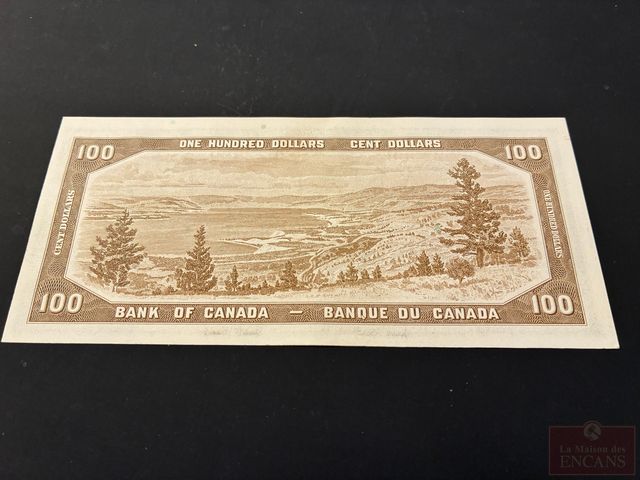 ONE HUNDRED DOLLARS CENT DOLLARS
100 100
CENT DOLLARS
ONE HUNDRED DOLLARS
100 100
BANK OF CANADA — BANQUE DU CANADA
La Maison des
ENCANS